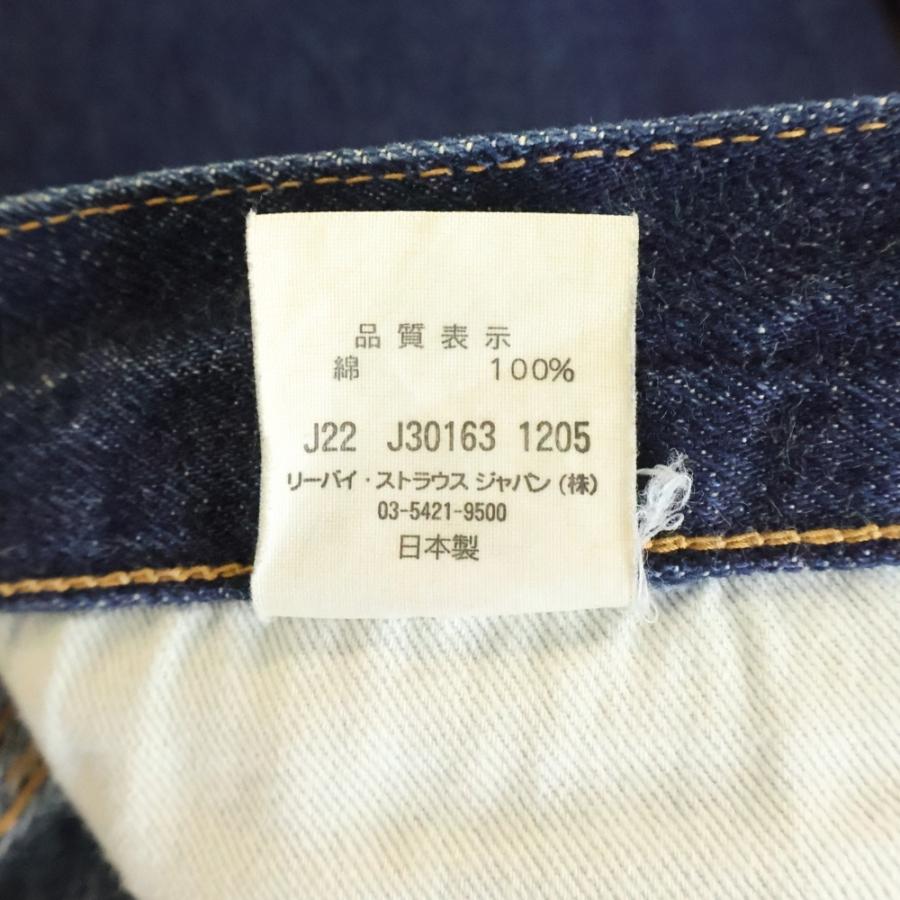 品質表示
綿 100%
J22 J30163 1205
リーバイ・ストラウス ジャパン (株)
03-5421-9500
日本製